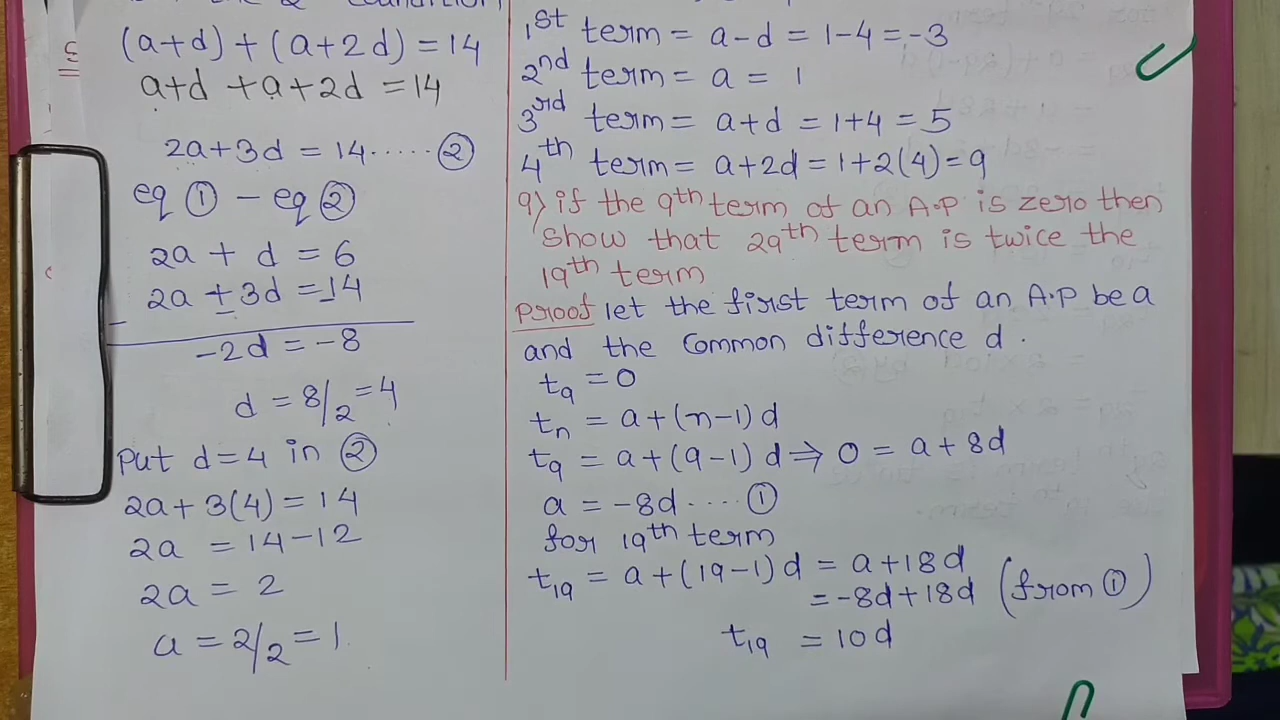 (a+d) + (a+2d) = 14
a+d +a+2d = 14
2a+3d = 14 ..... ②
eq ① - eq ②
2a + d = 6
2a + 3d = 14
- - -
-2d = -8
d = 8/2 = 4
Put d=4 in ②
2a+3(4) = 14
2a = 14-12
2a = 2
a = 2/2 = 1
1st term = a-d = 1-4 = -3
2nd term = a = 1
3rd term = a+d = 1+4 = 5
4th term = a+2d = 1+2(4) = 9
9) if the 9th term of an A.P is zero then
show that 29th term is twice the
19th term
Proof let the first term of an A.P be a
and the Common difference d.
t₉ = 0
tₙ = a+(n-1)d
t₉ = a+(9-1)d ⇒ 0 = a+8d
a = -8d .... ①
for 19th term
t₁₉ = a+(19-1)d = a+18d
= -8d+18d (from ①)
t₁₉ = 10d